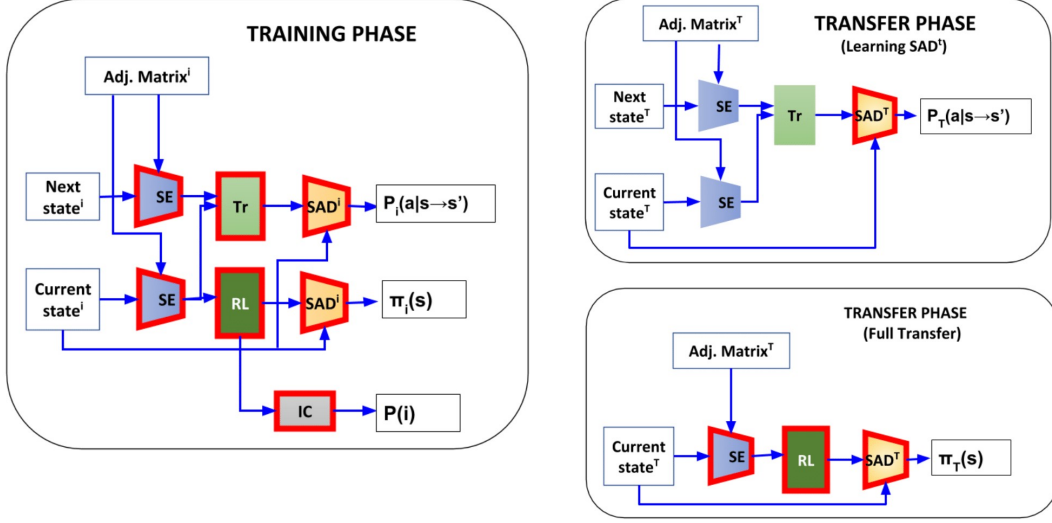 TRAINING PHASE
Adj. Matrixⁱ
Next
stateⁱ
SE
Tr
SADⁱ
Pᵢ(a|s→s’)
Current
stateⁱ
SE
RL
SADⁱ
πᵢ(s)
IC
P(i)
TRANSFER PHASE
(Learning SADᵗ)
Adj. Matrixᵀ
Next
stateᵀ
SE
Tr
SADᵀ
P_T(a|s→s’)
Current
stateᵀ
SE
TRANSFER PHASE
(Full Transfer)
Adj. Matrixᵀ
Current
stateᵀ
SE
RL
SADᵀ
π_T(s)